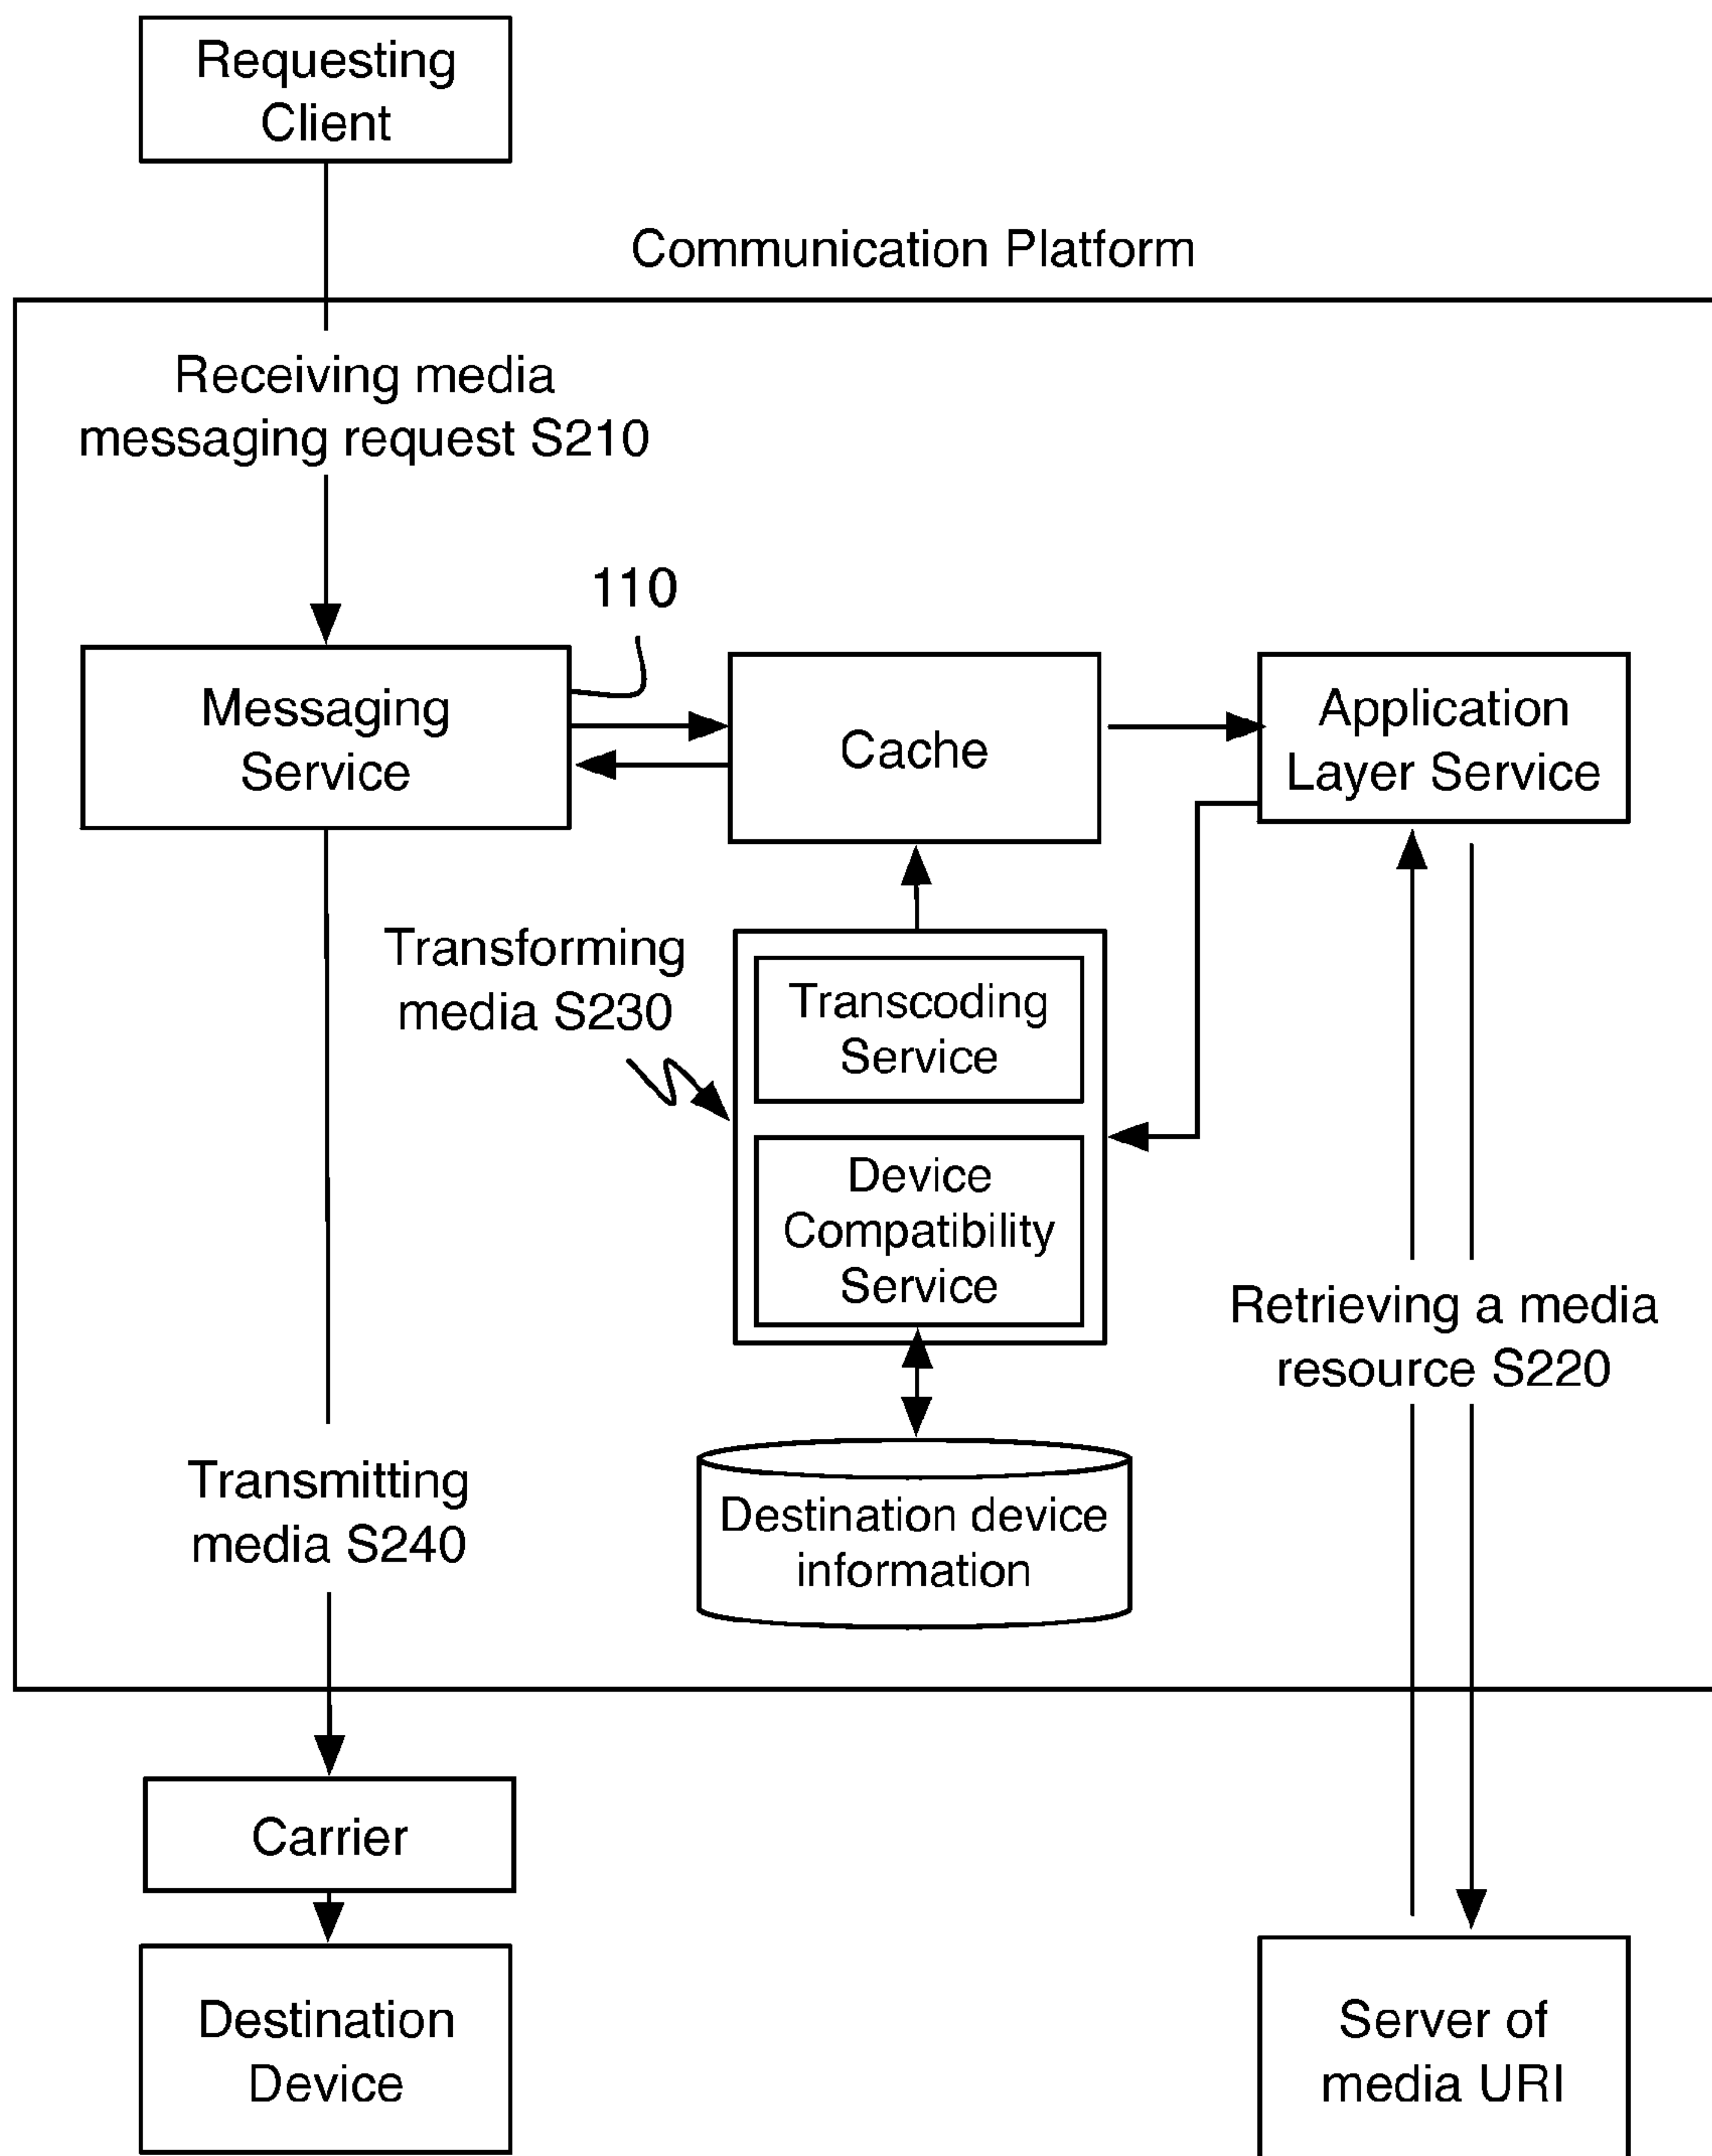 Requesting
Client
Communication Platform
Receiving media
messaging request S210
110
Messaging
Service
Cache
Application
Layer Service
Transforming
media S230
Transcoding
Service
Device
Compatibility
Service
Retrieving a media
resource S220
Transmitting
media S240
Destination device
information
Carrier
Destination
Device
Server of
media URI